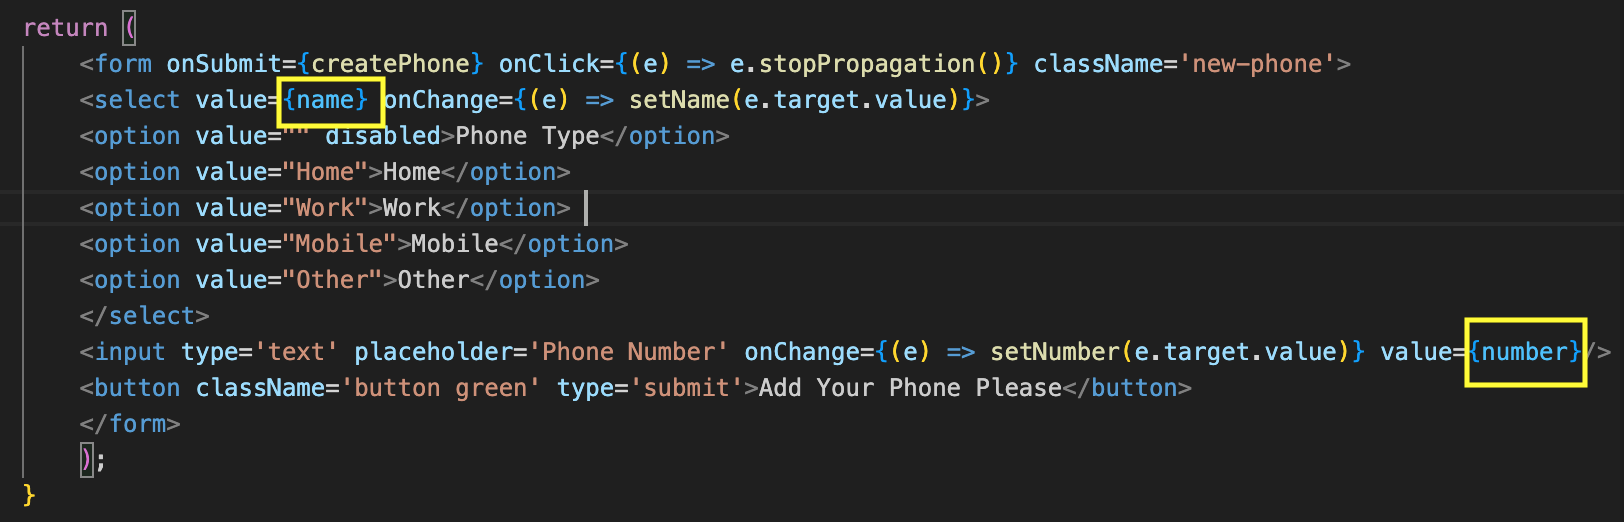 return (
<form onSubmit={createPhone} onClick={(e) => e.stopPropagation()} className='new-phone'>
<select value={name} onChange={(e) => setName(e.target.value)}>
<option value="" disabled>Phone Type</option>
<option value="Home">Home</option>
<option value="Work">Work</option>
<option value="Mobile">Mobile</option>
<option value="Other">Other</option>
</select>
<input type='text' placeholder='Phone Number' onChange={(e) => setNumber(e.target.value)} value={number}/>
<button className='button green' type='submit'>Add Your Phone Please</button>
</form>
);
}